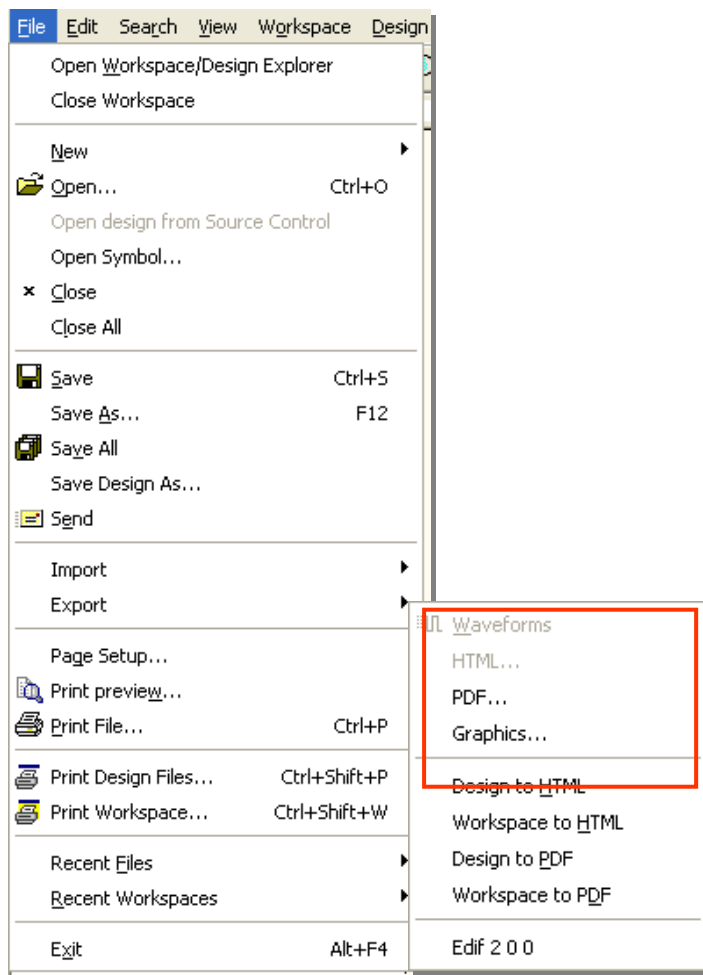 File Edit Search View Workspace Design
Open Workspace/Design Explorer
Close Workspace
New
Open... Ctrl+O
Open design from Source Control
Open Symbol...
Close
Close All
Save Ctrl+S
Save As... F12
Save All
Save Design As...
Send
Import
Export
Waveforms
HTML...
PDF...
Graphics...
Design to HTML
Workspace to HTML
Design to PDF
Workspace to PDF
Edif 2 0 0
Page Setup...
Print preview...
Print File... Ctrl+P
Print Design Files... Ctrl+Shift+P
Print Workspace... Ctrl+Shift+W
Recent Files
Recent Workspaces
Exit Alt+F4